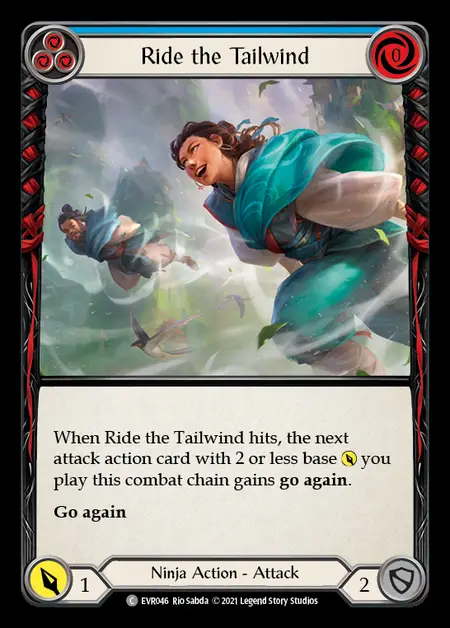 Ride the Tailwind
0
When Ride the Tailwind hits, the next
attack action card with 2 or less base you
play this combat chain gains go again.
Go again
1
Ninja Action - Attack
2
C EVR046 Rio Sabda © 2021 Legend Story Studios